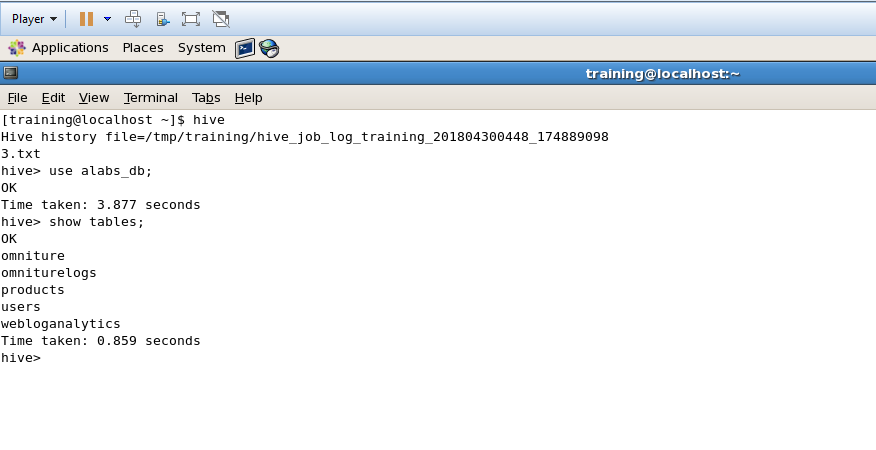 Player
Applications Places System
training@localhost:~
File Edit View Terminal Tabs Help
[training@localhost ~]$ hive
Hive history file=/tmp/training/hive_job_log_training_201804300448_174889098
3.txt
hive> use alabs_db;
OK
Time taken: 3.877 seconds
hive> show tables;
OK
omniture
omniturelogs
products
users
webloganalytics
Time taken: 0.859 seconds
hive>